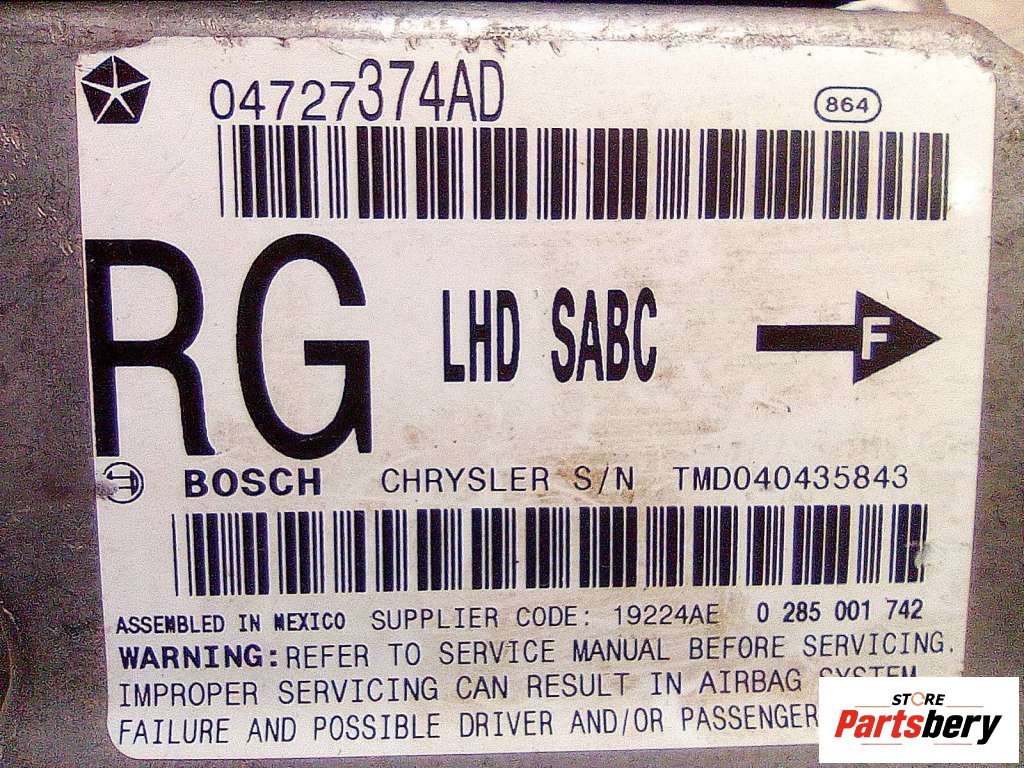 04727374AD
864
RG LHD SABC F
BOSCH CHRYSLER S/N TMD040435843
ASSEMBLED IN MEXICO SUPPLIER CODE: 19224AE 0 285 001 742
WARNING: REFER TO SERVICE MANUAL BEFORE SERVICING.
IMPROPER SERVICING CAN RESULT IN AIRBAG SYSTEM
FAILURE AND POSSIBLE DRIVER AND/OR PASSENGER
STORE
Partsbery